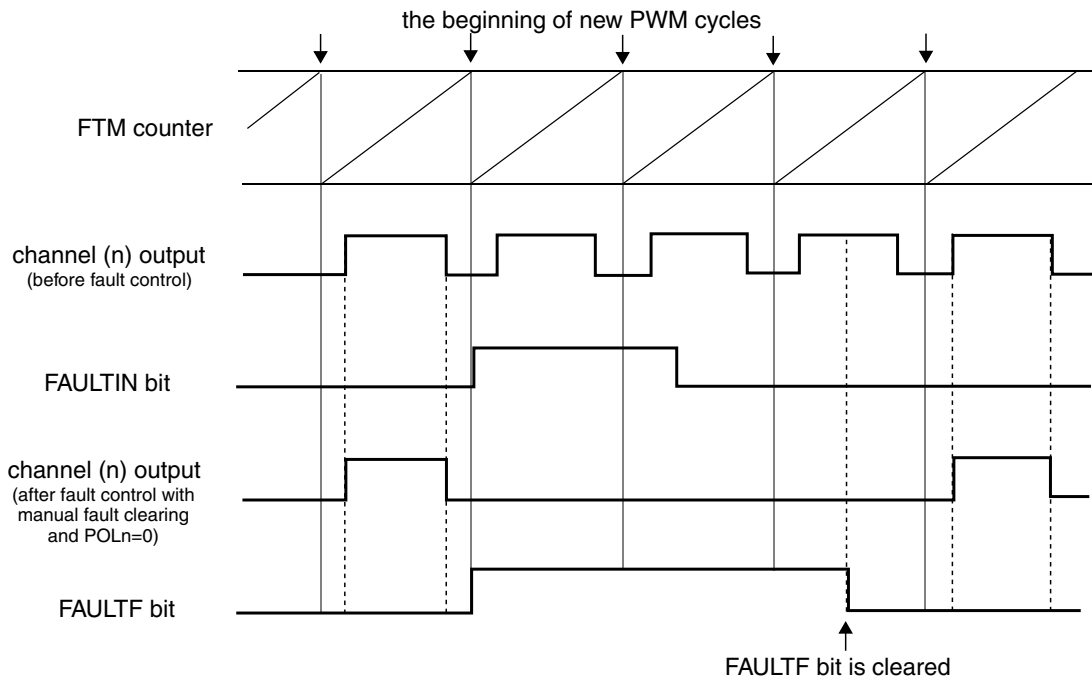 the beginning of new PWM cycles
FTM counter
channel (n) output
(before fault control)
FAULTIN bit
channel (n) output
(after fault control with
manual fault clearing
and POLn=0)
FAULTF bit
FAULTF bit is cleared